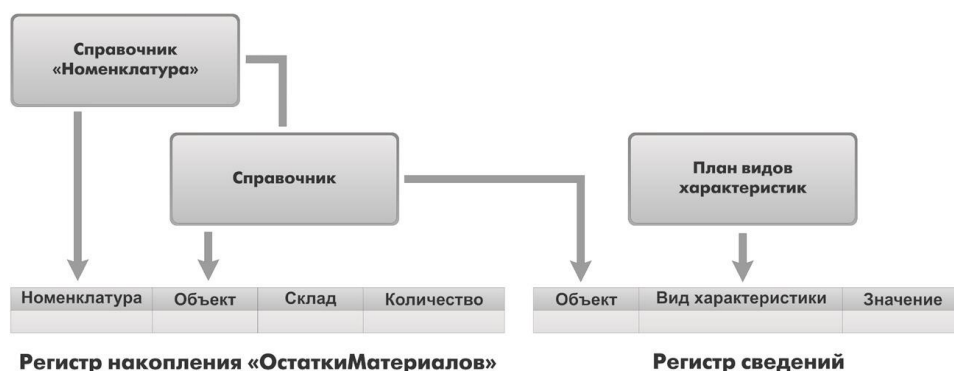 Справочник
«Номенклатура»
Справочник
План видов
характеристик
Номенклатура Объект Склад Количество
Регистр накопления «ОстаткиМатериалов»
Объект Вид характеристики Значение
Регистр сведений